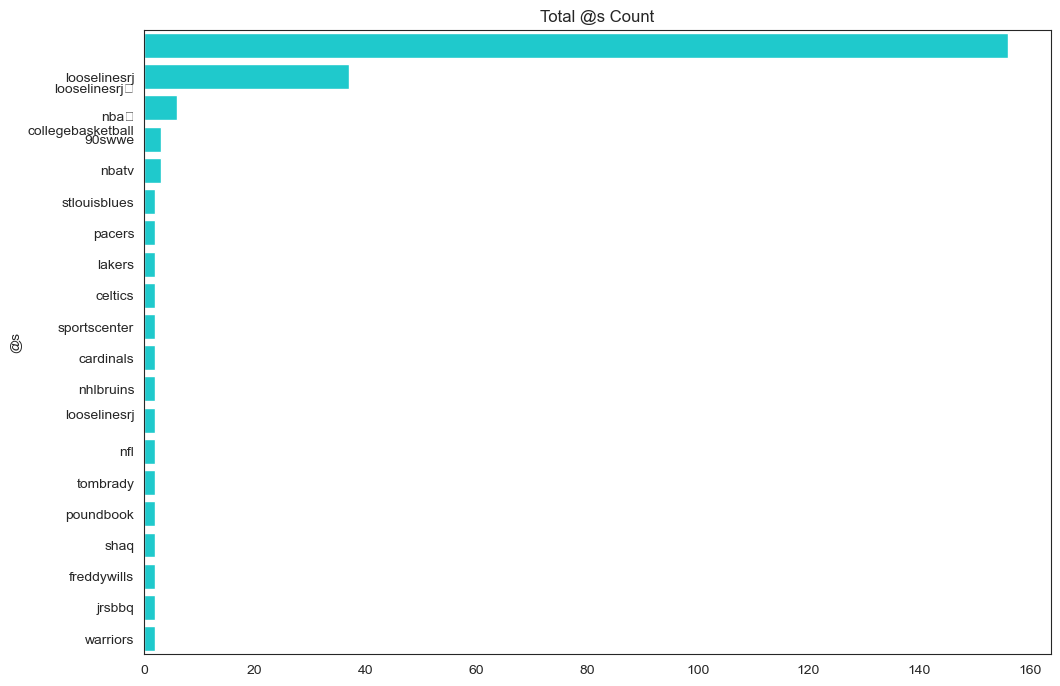 Total @s Count
looselinesrj
looselinesrj
nba
collegebasketball
90swwe
nbatv
stlouisblues
pacers
lakers
celtics
sportscenter
cardinals
nhlbruins
looselinesrj
nfl
tombrady
poundbook
shaq
freddywills
jrsbbq
warriors
@s
0 20 40 60 80 100 120 140 160